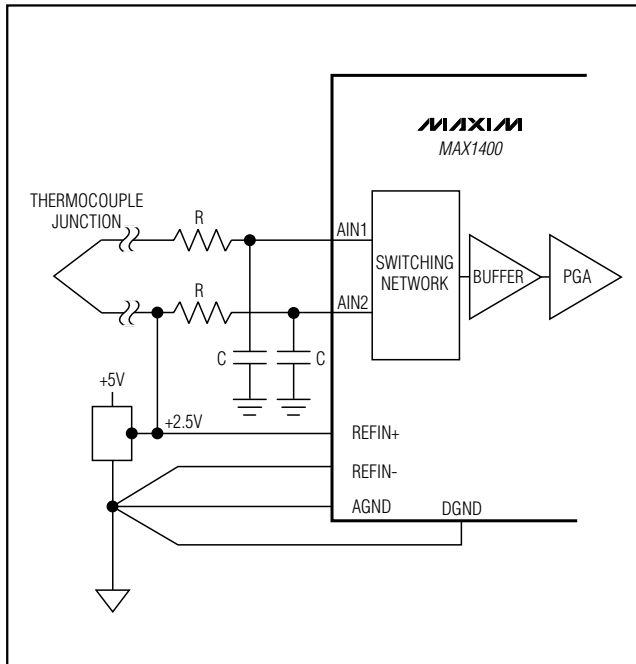 MAXIM
MAX1400
THERMOCOUPLE
JUNCTION
R
AIN1
SWITCHING
NETWORK
BUFFER
PGA
R
AIN2
C
C
+5V
+2.5V
REFIN+
REFIN-
AGND
DGND